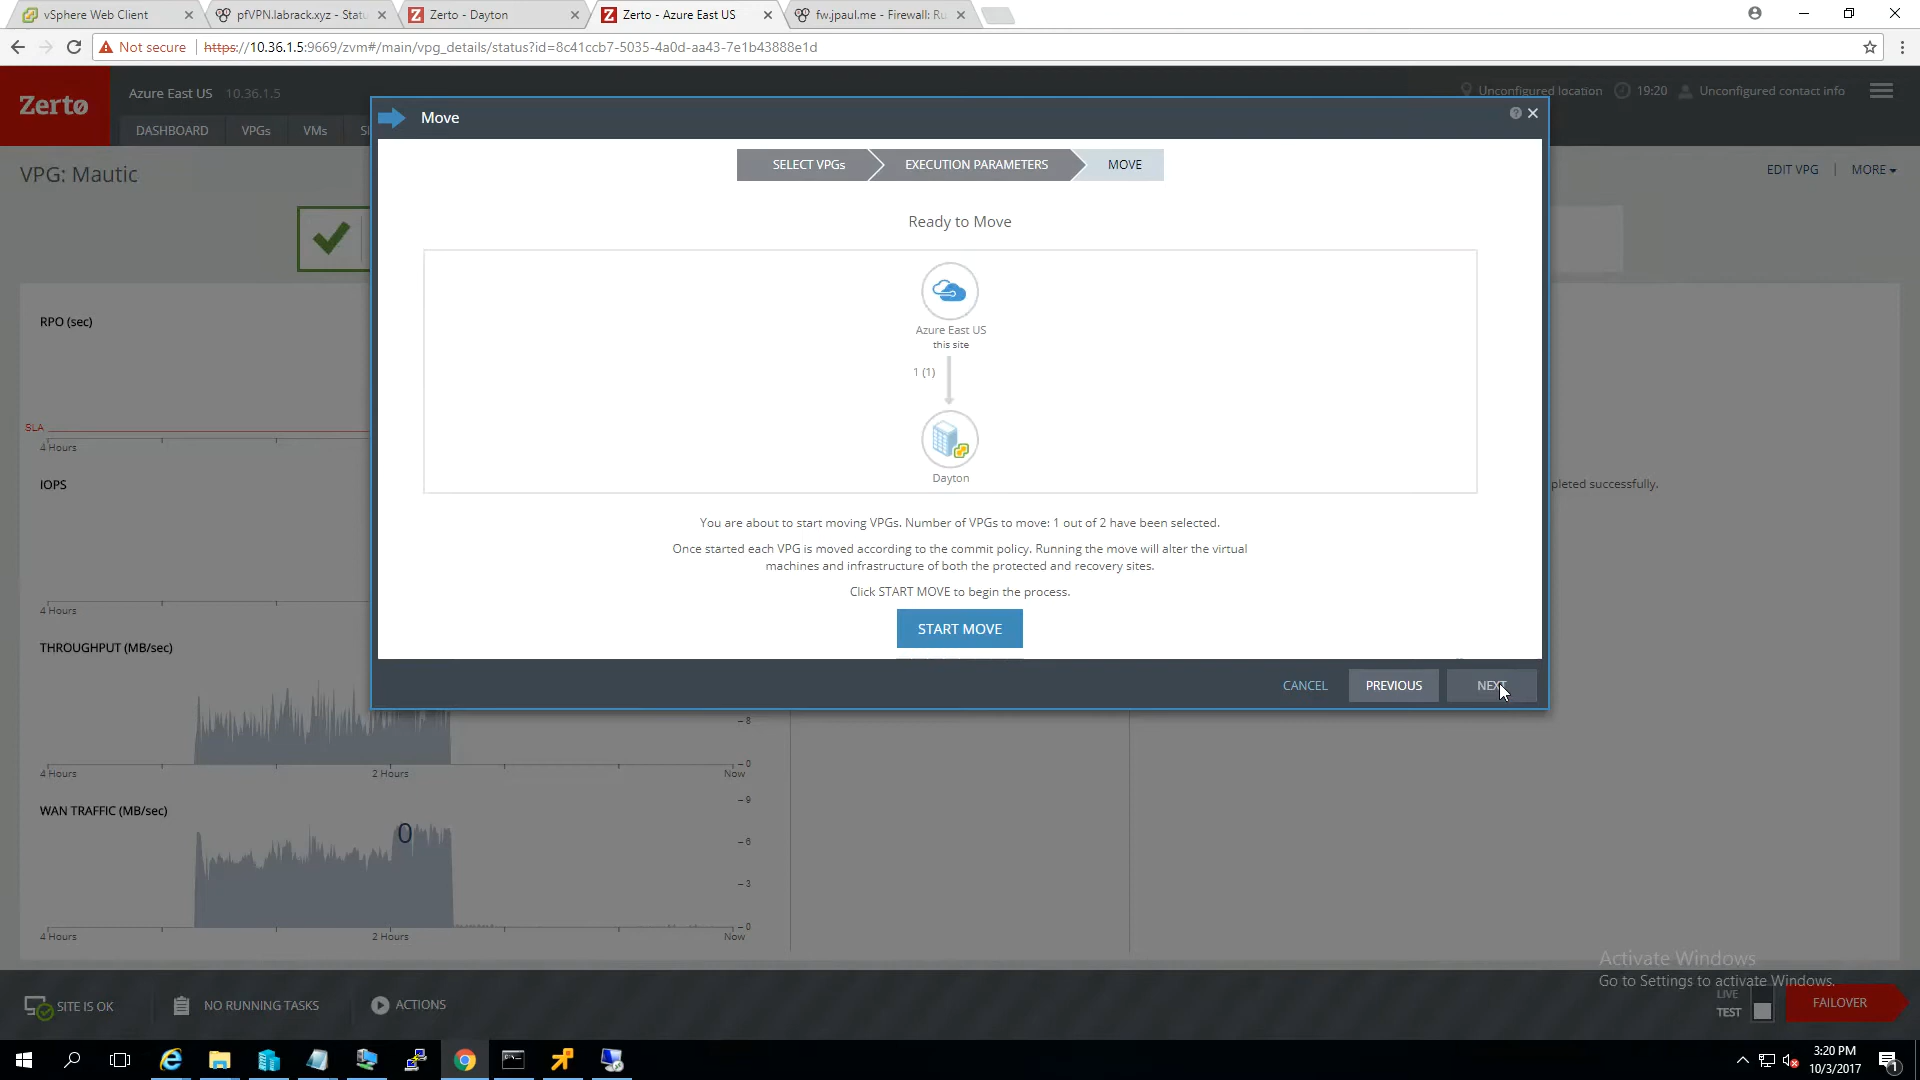 vSphere Web Client
pfVPN.labrack.xyz - Statu
Zerto - Dayton
Zerto - Azure East US
fw.jpaul.me - Firewall: Ru
Not secure
https://10.36.1.5:9669/zvm#/main/vpg_details/status?id=8c41ccb7-5035-4a0d-aa43-7e1b43888e1d
Zerto
Azure East US 10.36.1.5
Unconfigured location
19:20
Unconfigured contact info
DASHBOARD
VPGs
VMs
Move
VPG: Mautic
EDIT VPG
MORE
SELECT VPGs
EXECUTION PARAMETERS
MOVE
Ready to Move
Azure East US
this site
1 (1)
Dayton
You are about to start moving VPGs. Number of VPGs to move: 1 out of 2 have been selected.
Once started each VPG is moved according to the commit policy. Running the move will alter the virtual
machines and infrastructure of both the protected and recovery sites.
Click START MOVE to begin the process.
START MOVE
CANCEL
PREVIOUS
NEXT
RPO (sec)
SLA
4 Hours
IOPS
4 Hours
pleted successfully.
THROUGHPUT (MB/sec)
8
0
4 Hours
2 Hours
Now
WAN TRAFFIC (MB/sec)
0
9
6
3
0
4 Hours
2 Hours
Now
Activate Windows
Go to Settings to activate Windows.
SITE IS OK
NO RUNNING TASKS
ACTIONS
LIVE
TEST
FAILOVER
3:20 PM
10/3/2017
1